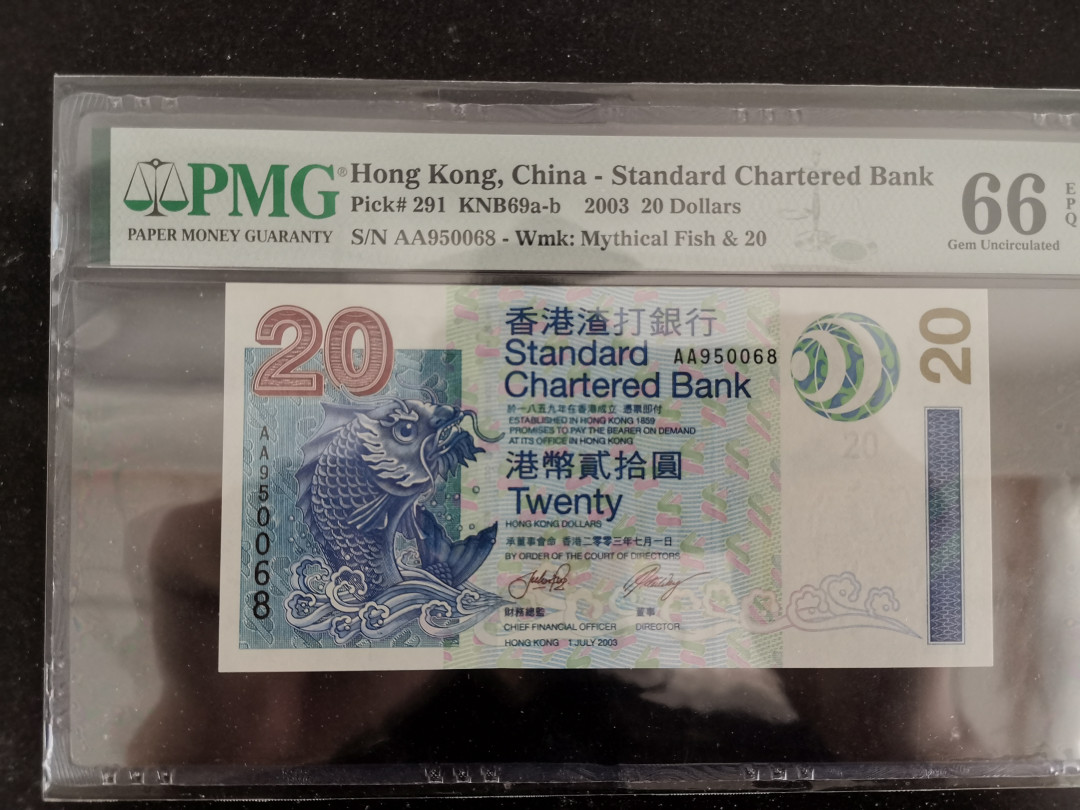 PMG®
PAPER MONEY GUARANTY
Hong Kong, China - Standard Chartered Bank
Pick# 291 KNB69a-b 2003 20 Dollars
S/N AA950068 - Wmk: Mythical Fish & 20
66
EPQ
Gem Uncirculated
20
香港渣打銀行
Standard
AA950068
Chartered Bank
於一八五九年在香港成立 憑票即付
ESTABLISHED IN HONG KONG 1859
PROMISES TO PAY THE BEARER ON DEMAND
AT ITS OFFICE IN HONG KONG
港幣貳拾圓
Twenty
HONG KONG DOLLARS
承董事會命 香港二零零三年七月一日
BY ORDER OF THE COURT OF DIRECTORS
財務總監 董事
CHIEF FINANCIAL OFFICER DIRECTOR
HONG KONG 1 JULY 2003
AA950068
20
20